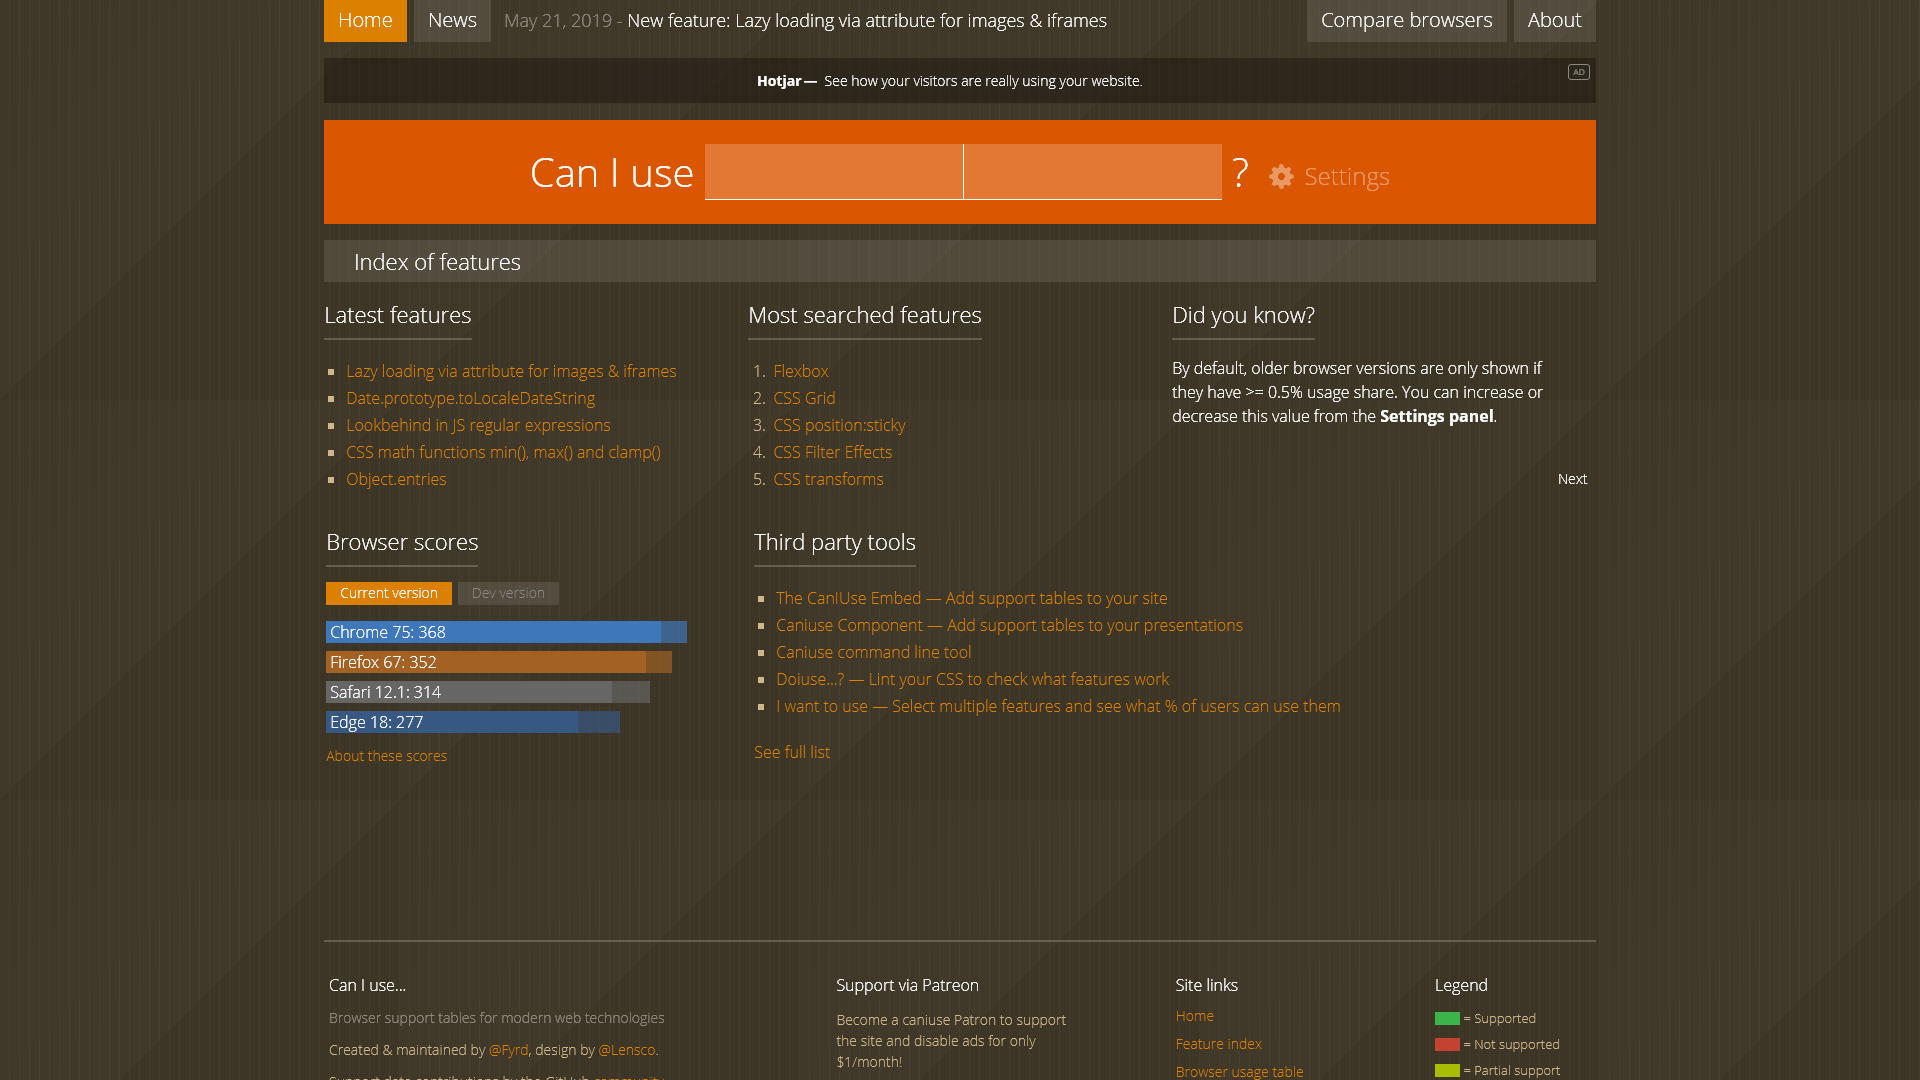 Home
News
May 21, 2019 - New feature: Lazy loading via attribute for images & iframes
Compare browsers
About
Hotjar— See how your visitors are really using your website.
AD
Can I use
?
Settings
Index of features
Latest features
Lazy loading via attribute for images & iframes
Date.prototype.toLocaleDateString
Lookbehind in JS regular expressions
CSS math functions min(), max() and clamp()
Object.entries
Most searched features
1. Flexbox
2. CSS Grid
3. CSS position:sticky
4. CSS Filter Effects
5. CSS transforms
Did you know?
By default, older browser versions are only shown if
they have >= 0.5% usage share. You can increase or
decrease this value from the Settings panel.
Next
Browser scores
Current version
Dev version
Chrome 75: 368
Firefox 67: 352
Safari 12.1: 314
Edge 18: 277
About these scores
Third party tools
The CanIUse Embed — Add support tables to your site
Caniuse Component — Add support tables to your presentations
Caniuse command line tool
Doiuse...? — Lint your CSS to check what features work
I want to use — Select multiple features and see what % of users can use them
See full list
Can I use...
Browser support tables for modern web technologies
Created & maintained by @Fyrd, design by @Lensco.
Support data contributions by the GitHub community
Support via Patreon
Become a caniuse Patron to support
the site and disable ads for only
$1/month!
Site links
Home
Feature index
Browser usage table
Legend
= Supported
= Not supported
= Partial support